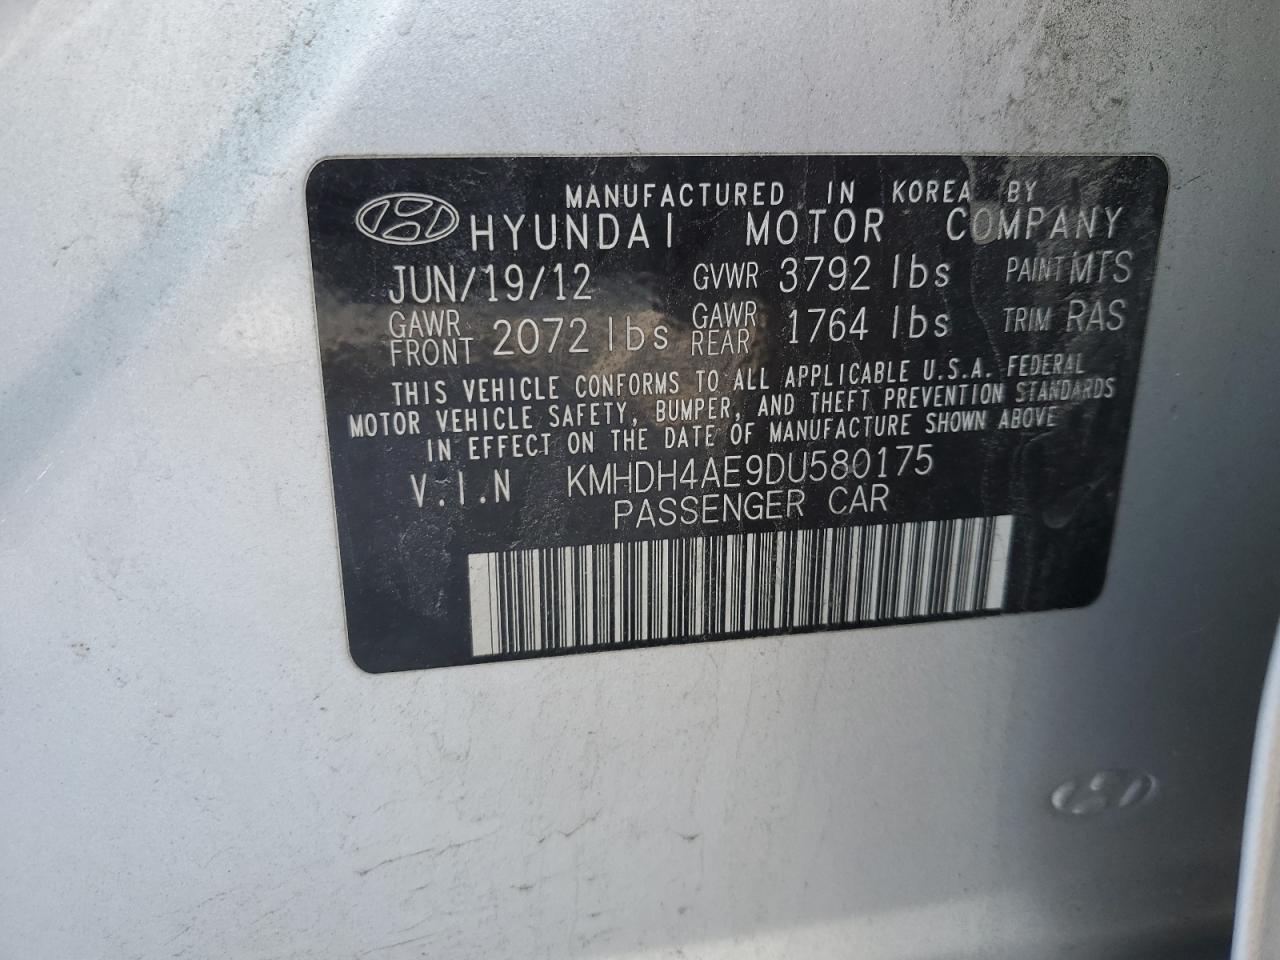 MANUFACTURED IN KOREA BY
HYUNDAI MOTOR COMPANY
JUN/19/12 GVWR 3792 lbs PAINT MTS
GAWR FRONT 2072 lbs GAWR REAR 1764 lbs TRIM RAS
THIS VEHICLE CONFORMS TO ALL APPLICABLE U.S.A. FEDERAL
MOTOR VEHICLE SAFETY, BUMPER, AND THEFT PREVENTION STANDARDS
IN EFFECT ON THE DATE OF MANUFACTURE SHOWN ABOVE
V.I.N KMHDH4AE9DU580175
PASSENGER CAR